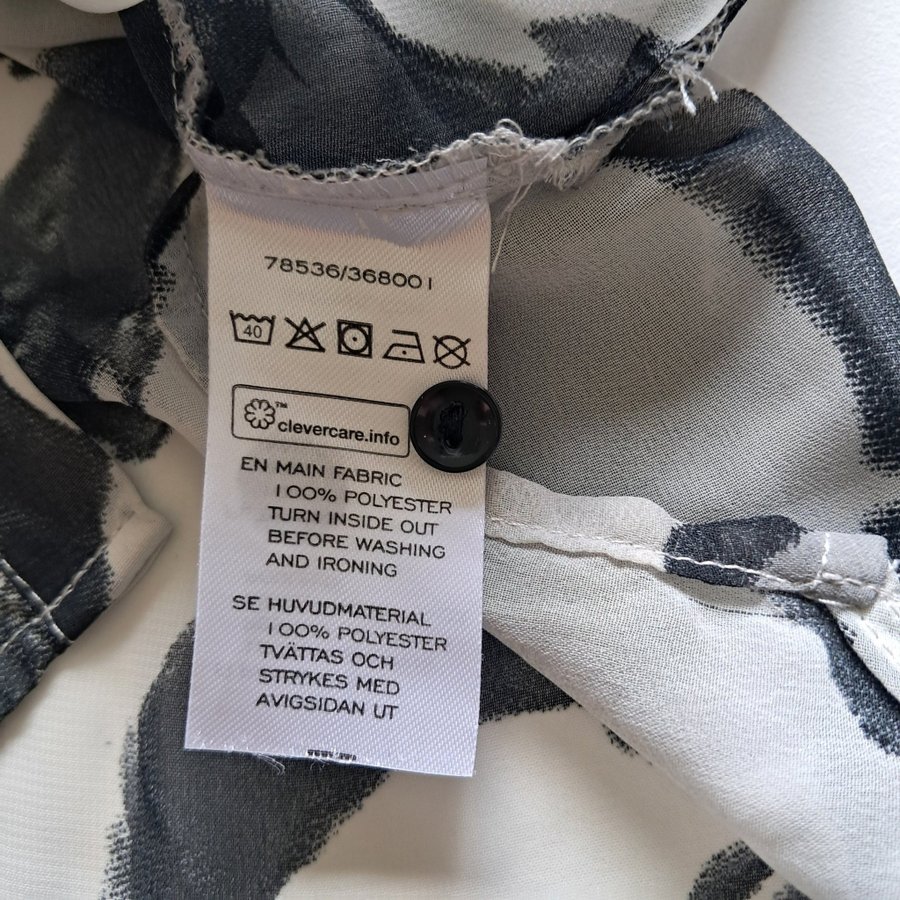 78536/368001
40
™
clevercare.info
EN MAIN FABRIC
100% POLYESTER
TURN INSIDE OUT
BEFORE WASHING
AND IRONING
SE HUVUDMATERIAL
100% POLYESTER
TVÄTTAS OCH
STRYKES MED
AVIGSIDAN UT